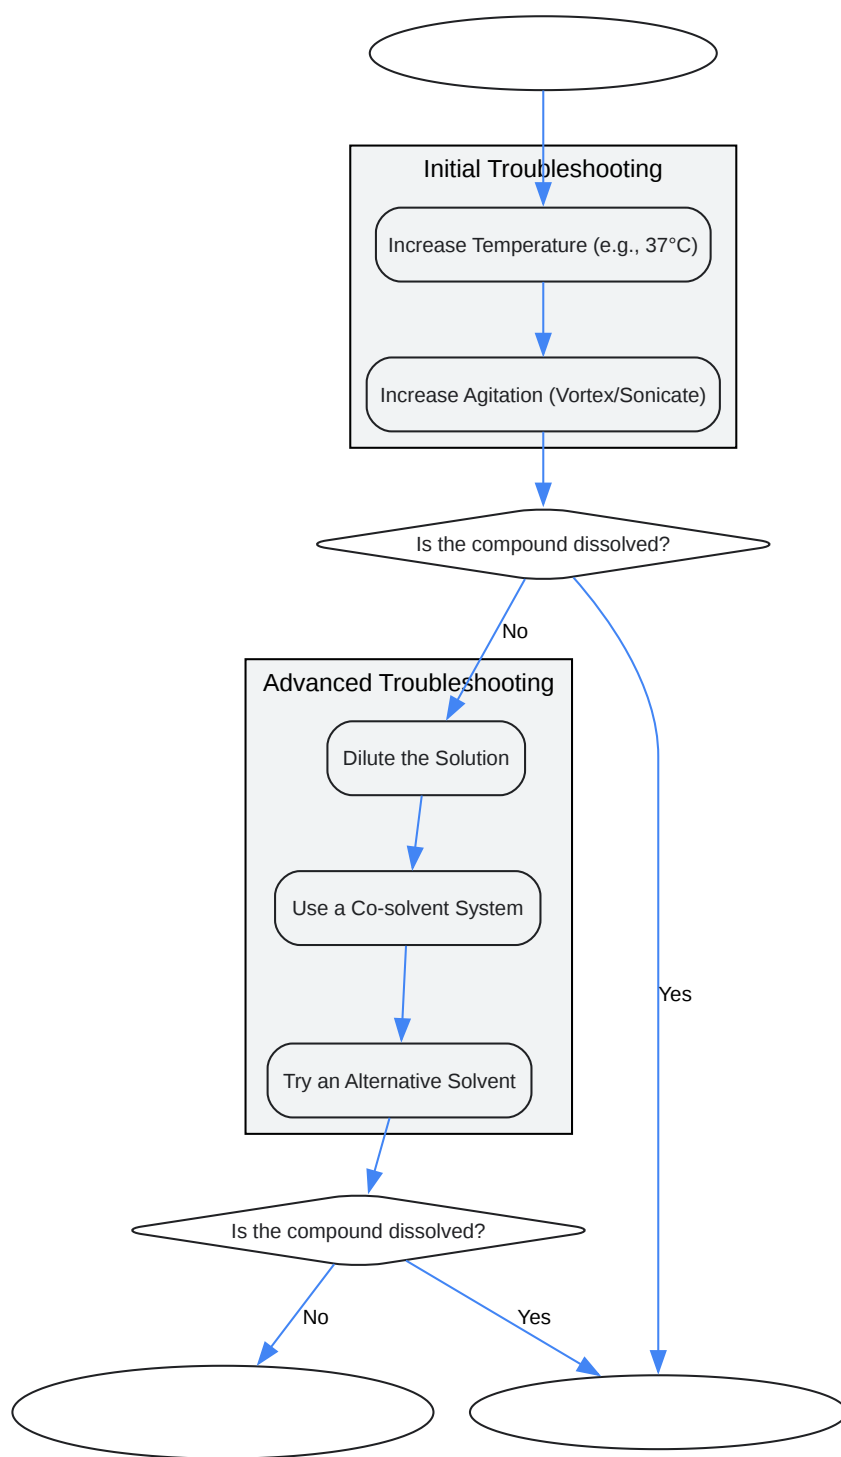 Initial Troubleshooting
Increase Temperature (e.g., 37°C)
Increase Agitation (Vortex/Sonicate)
Is the compound dissolved?
No
Advanced Troubleshooting
Dilute the Solution
Use a Co-solvent System
Yes
Try an Alternative Solvent
Is the compound dissolved?
No
Yes